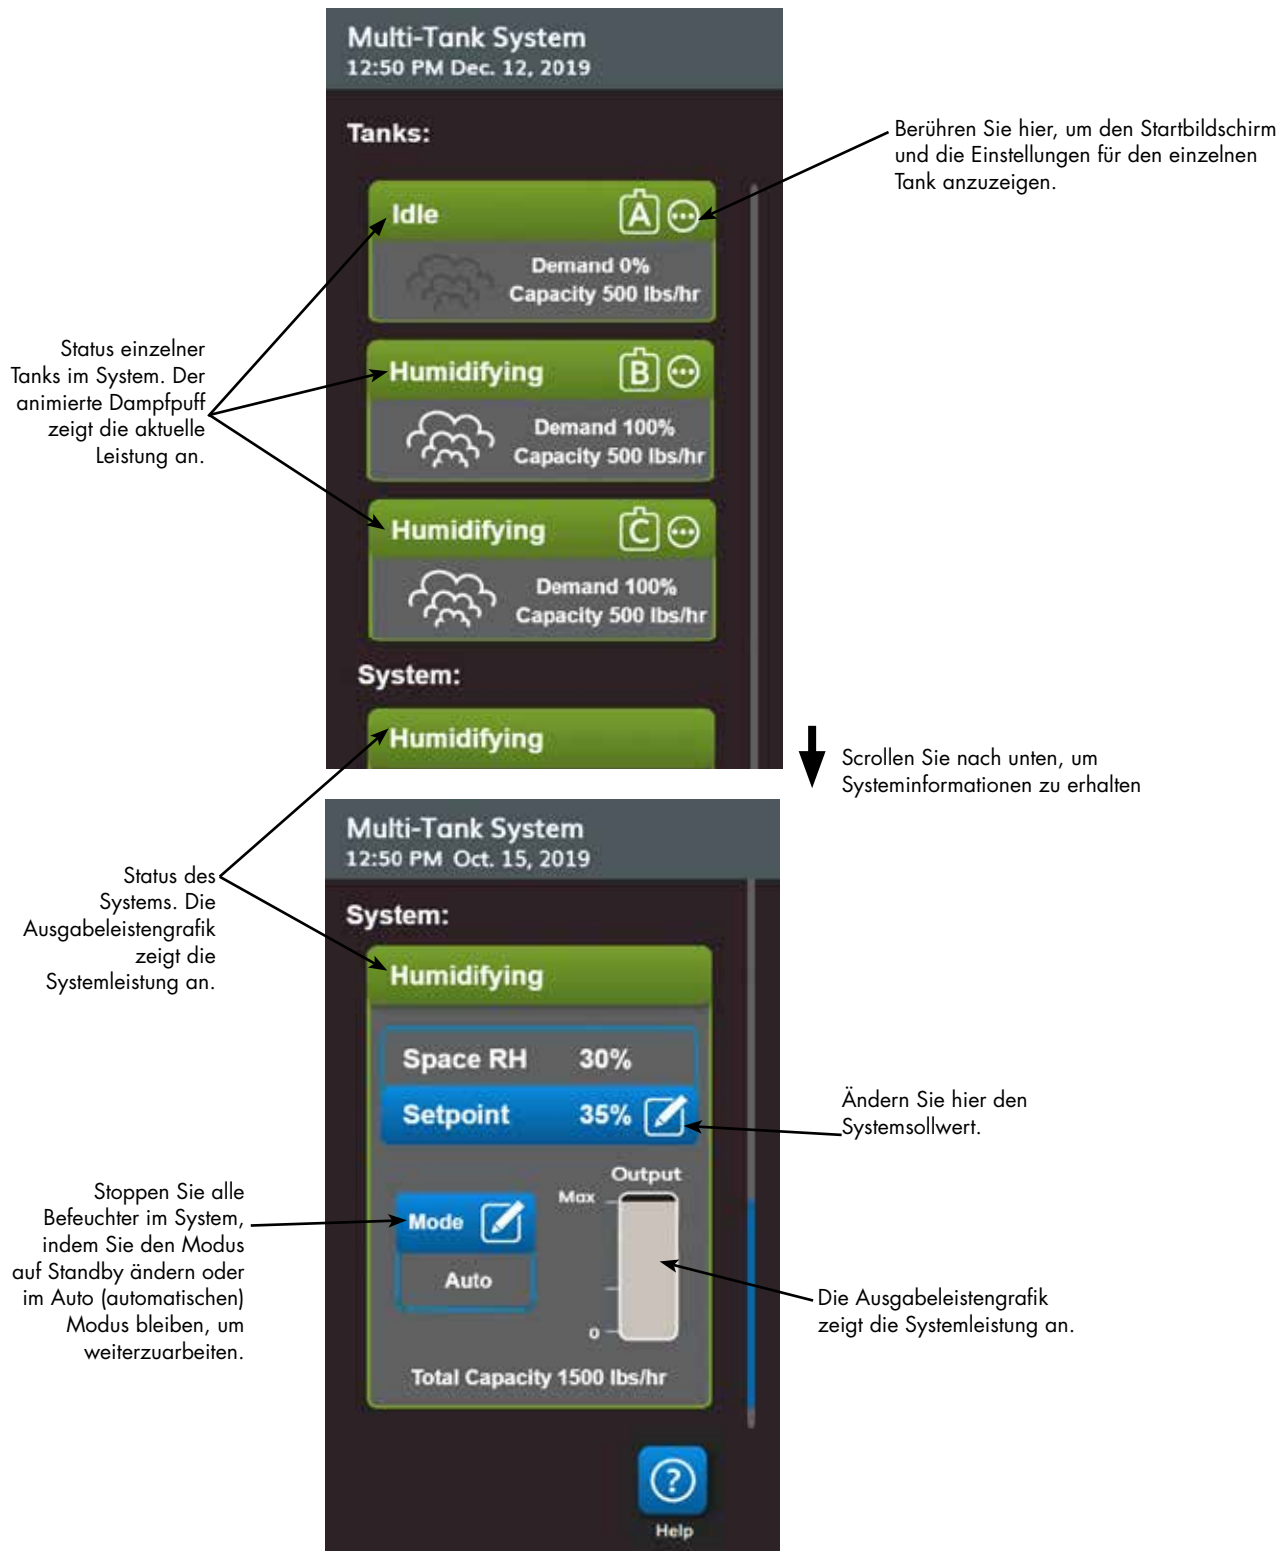 Multi-Tank System
12:50 PM Dec. 12, 2019
Tanks:
Berühren Sie hier, um den Startbildschirm
und die Einstellungen für den einzelnen
Tank anzuzeigen.
Idle
A
Demand 0%
Capacity 500 lbs/hr
Status einzelner
Tanks im System. Der
animierte Dampfpuff
zeigt die aktuelle
Leistung an.
Humidifying
B
Demand 100%
Capacity 500 lbs/hr
Humidifying
C
Demand 100%
Capacity 500 lbs/hr
System:
Humidifying
Scrollen Sie nach unten, um
Systeminformationen zu erhalten
Multi-Tank System
12:50 PM Oct. 15, 2019
Status des
Systems. Die
Ausgabeleistengrafik
zeigt die
Systemleistung an.
System:
Humidifying
Space RH 30%
Setpoint 35%
Ändern Sie hier den
Systemsollwert.
Stoppen Sie alle
Befeuchter im System,
indem Sie den Modus
auf Standby ändern oder
im Auto (automatischen)
Modus bleiben, um
weiterzuarbeiten.
Mode
Auto
Output
Max
0
Die Ausgabeleistengrafik
zeigt die Systemleistung an.
Total Capacity 1500 lbs/hr
?
Help